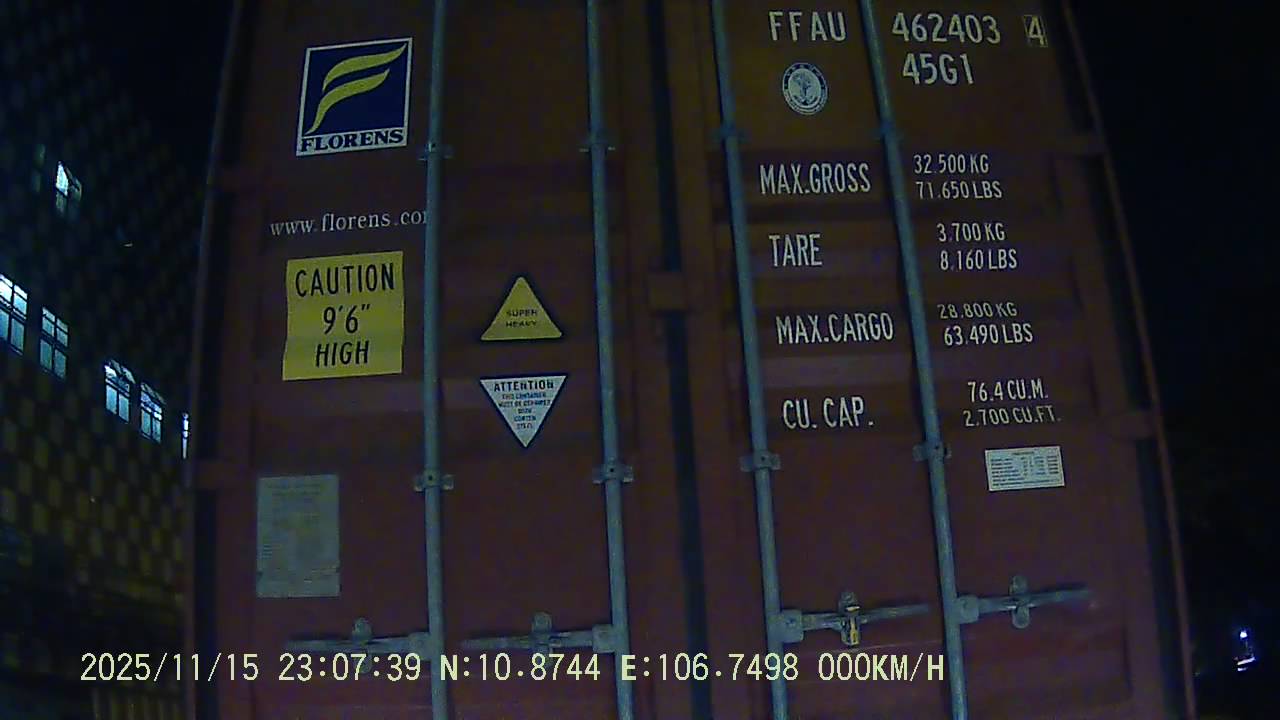 FLORENS
www.florens.co
CAUTION
9'6"
HIGH
SUPER
HEAVY
ATTENTION
THIS CONTAINER
FFAU 462403 4
45G1
MAX.GROSS 32.500 KG
71.650 LBS
TARE 3.700 KG
8.160 LBS
MAX.CARGO 28.800 KG
63.490 LBS
CU. CAP. 76.4 CU.M.
2.700 CU.FT.
2025/11/15 23:07:39 N:10.8744 E:106.7498 000KM/H